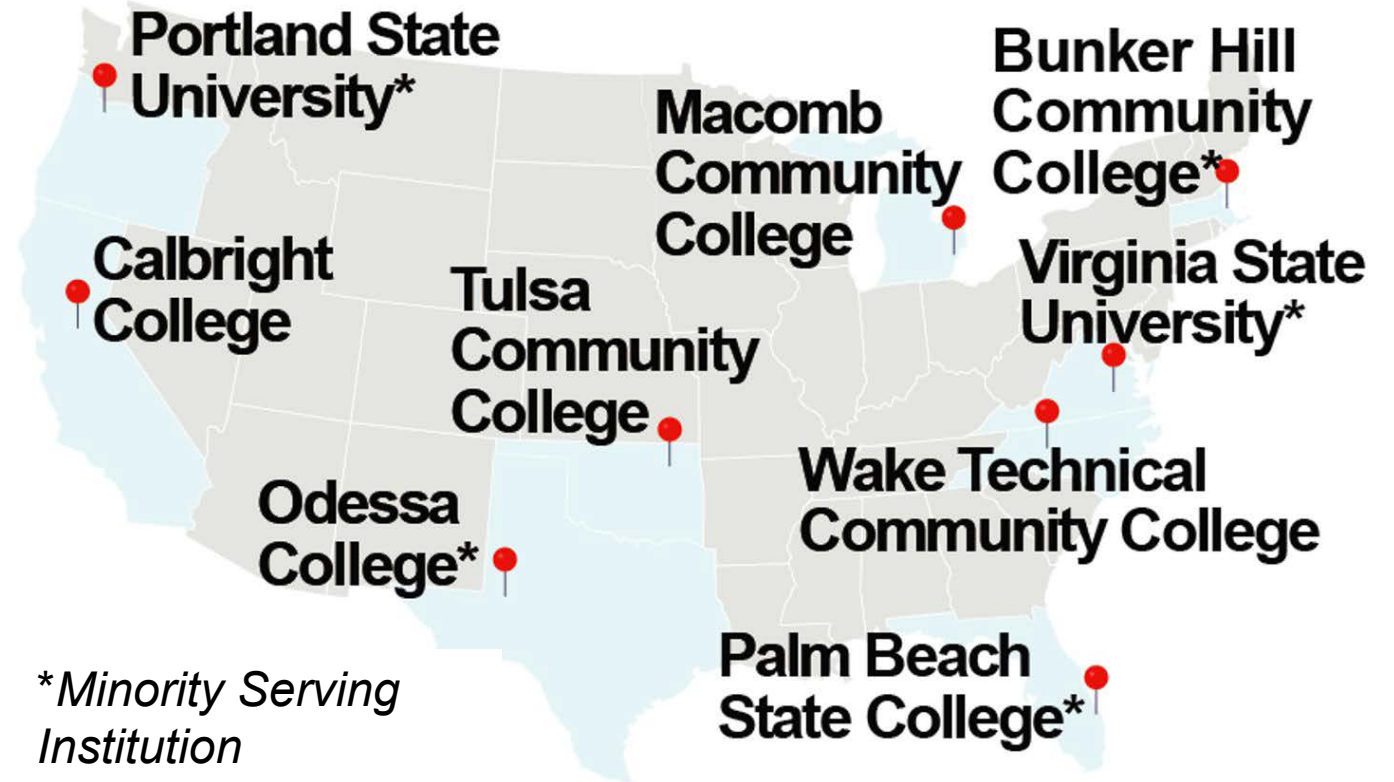 Portland State
University*
Bunker Hill
Community
College*
Macomb
Community
College
Calbright
College
Tulsa
Community
College
Virginia State
University*
Wake Technical
Community College
Odessa
College*
Palm Beach
State College*
*Minority Serving
Institution